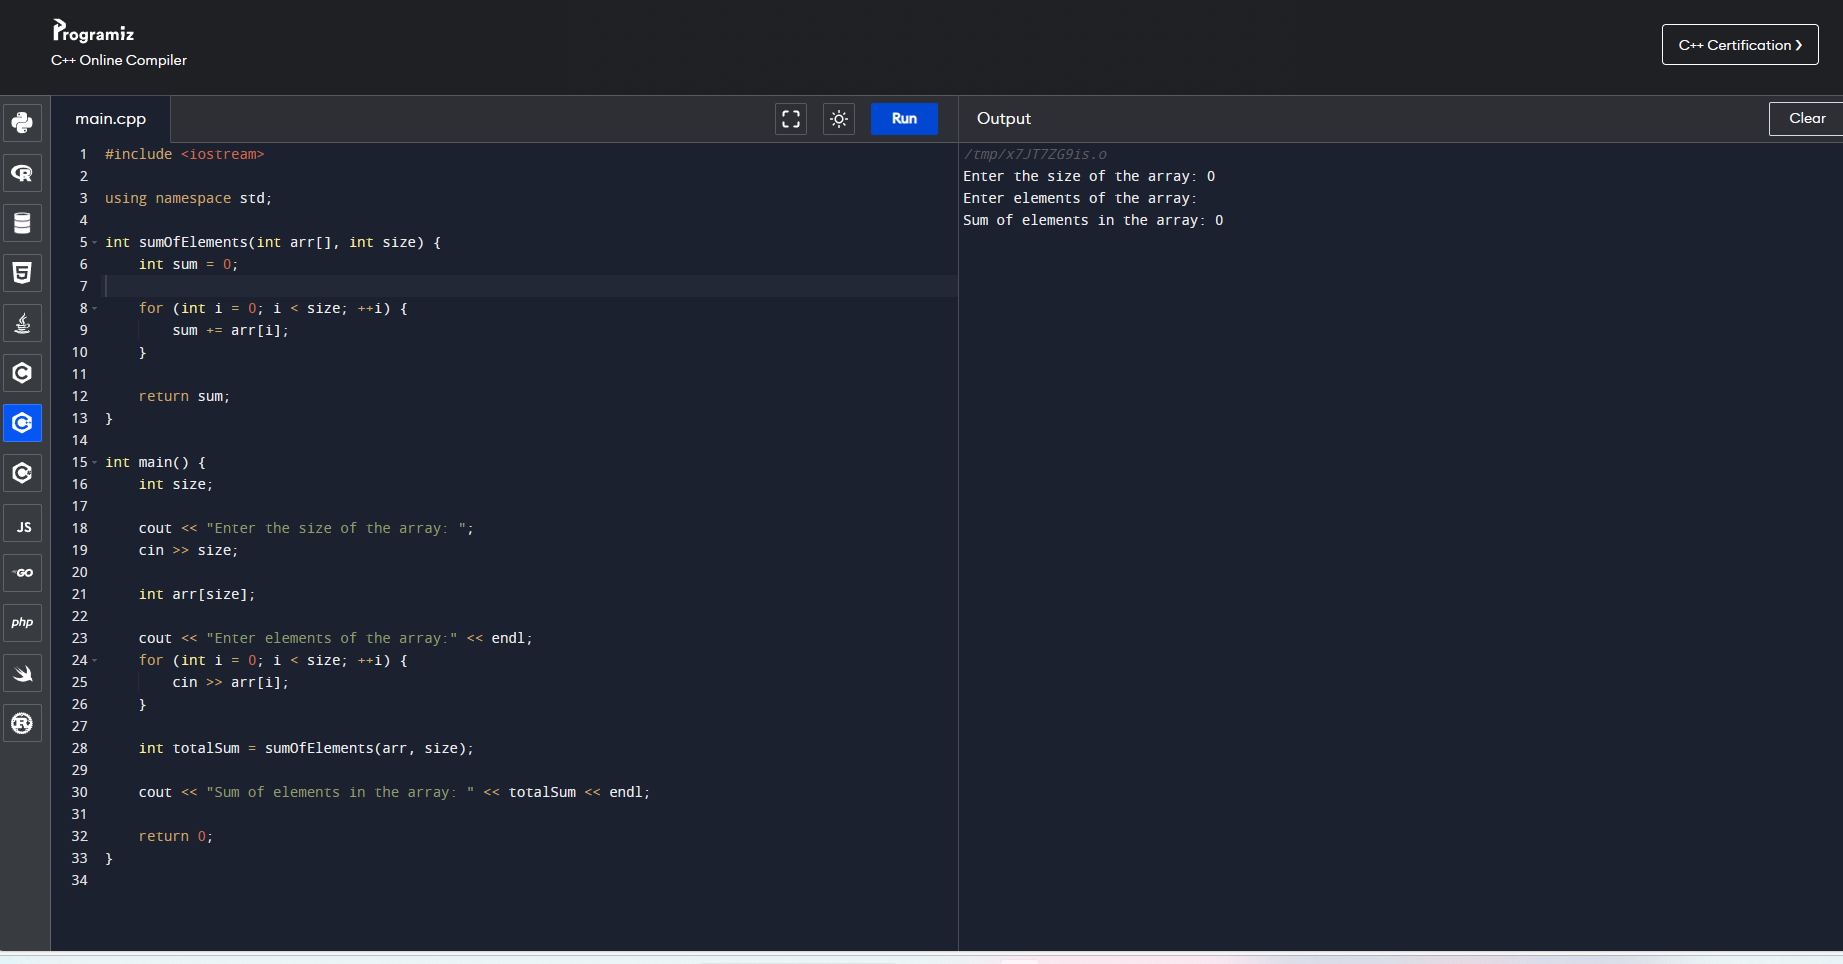 Programiz
C++ Online Compiler
C++ Certification ❯
main.cpp
Run
Output
Clear
1 #include <iostream>
2
3 using namespace std;
4
5 int sumOfElements(int arr[], int size) {
6     int sum = 0;
7
8     for (int i = 0; i < size; ++i) {
9         sum += arr[i];
10     }
11
12     return sum;
13 }
14
15 int main() {
16     int size;
17
18     cout << "Enter the size of the array: ";
19     cin >> size;
20
21     int arr[size];
22
23     cout << "Enter elements of the array:" << endl;
24     for (int i = 0; i < size; ++i) {
25         cin >> arr[i];
26     }
27
28     int totalSum = sumOfElements(arr, size);
29
30     cout << "Sum of elements in the array: " << totalSum << endl;
31
32     return 0;
33 }
34
/tmp/x7JT7ZG9is.o
Enter the size of the array: 0
Enter elements of the array:
Sum of elements in the array: 0
R
5
C
C++
C#
JS
GO
php
R